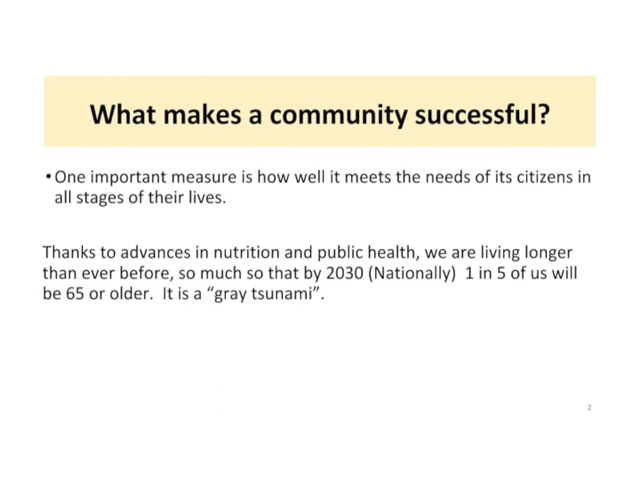 What makes a community successful?
• One important measure is how well it meets the needs of its citizens in
all stages of their lives.
Thanks to advances in nutrition and public health, we are living longer
than ever before, so much so that by 2030 (Nationally)  1 in 5 of us will
be 65 or older.  It is a “gray tsunami”.
2